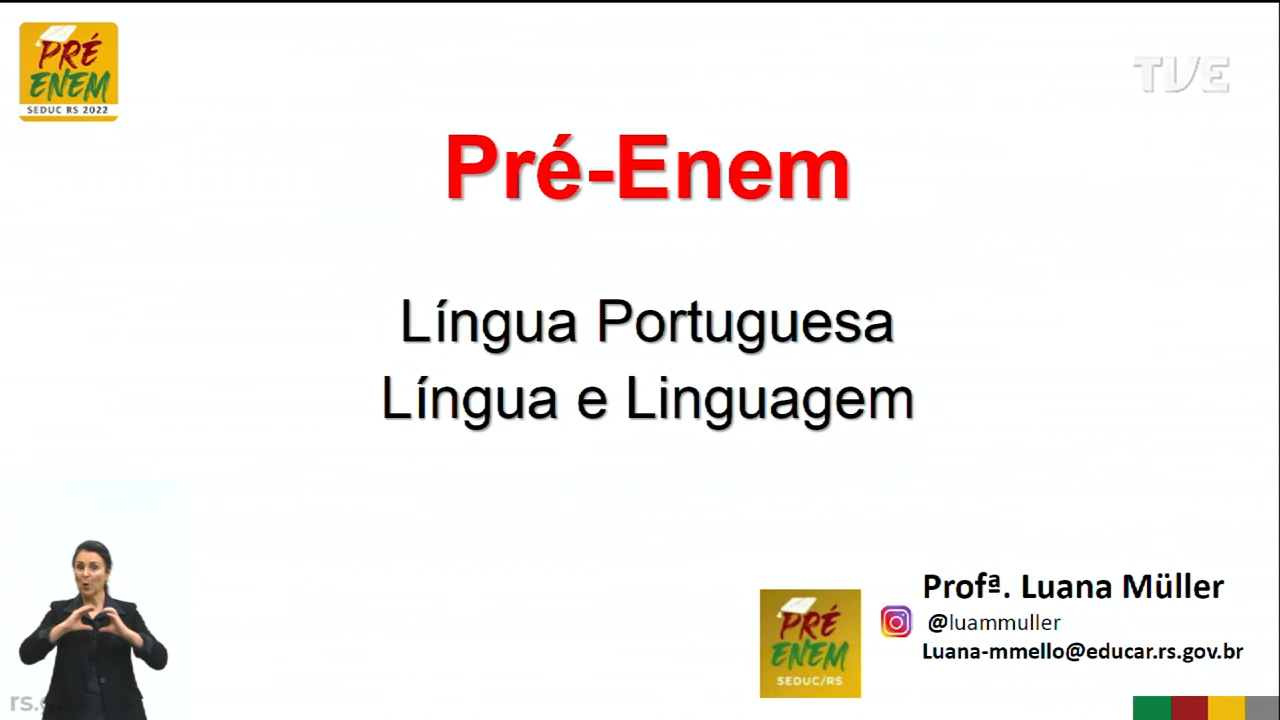 PRÉ
ENEM
SEDUC RS 2022
TVE
Pré-Enem
Língua Portuguesa
Língua e Linguagem
PRÉ
ENEM
SEDUC/RS
Profª. Luana Müller
@luammuller
Luana-mmello@educar.rs.gov.br